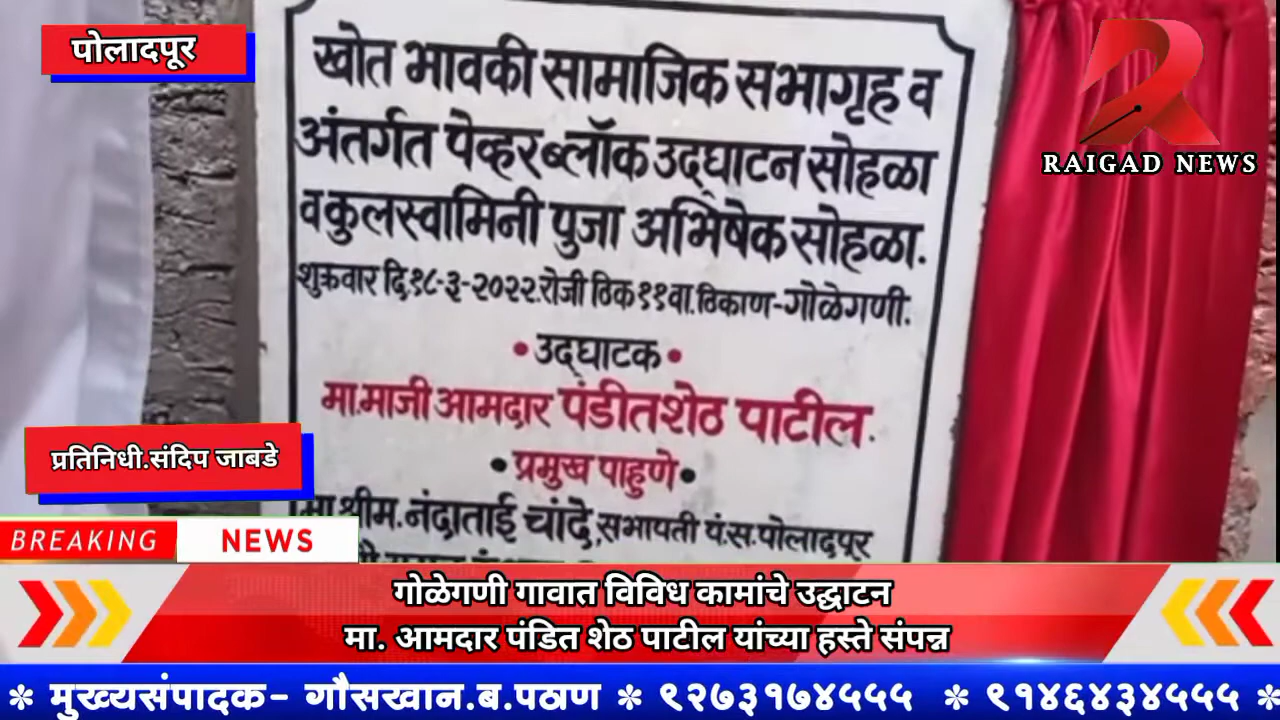 पोलादपूर
RAIGAD NEWS
खोत भावकी सामाजिक सभागृह व
अंतर्गत पेव्हरब्लॉक उद्घाटन सोहळा
व कुलस्वामिनी पुजा अभिषेक सोहळा.
शुक्रवार दि.१८-३-२०२२.रोजी ठिक ११वा.ठिकाण-गोळेगणी.
•उद्घाटक•
मा.माजी आमदार पंडीतशेठ पाटील.
•प्रमुख पाहुणे•
मा श्रीम.नंदाताई चांदे,सभापती पं.स.पोलादपूर
प्रतिनिधी.संदिप जाबडे
BREAKING NEWS
गोळेगणी गावात विविध कामांचे उद्घाटन
मा. आमदार पंडित शेठ पाटील यांच्या हस्ते संपन्न
* मुख्यसंपादक- गौसखान.ब.पठाण * ९२७३१७४५५५ * ९१४६४३४५५५ *